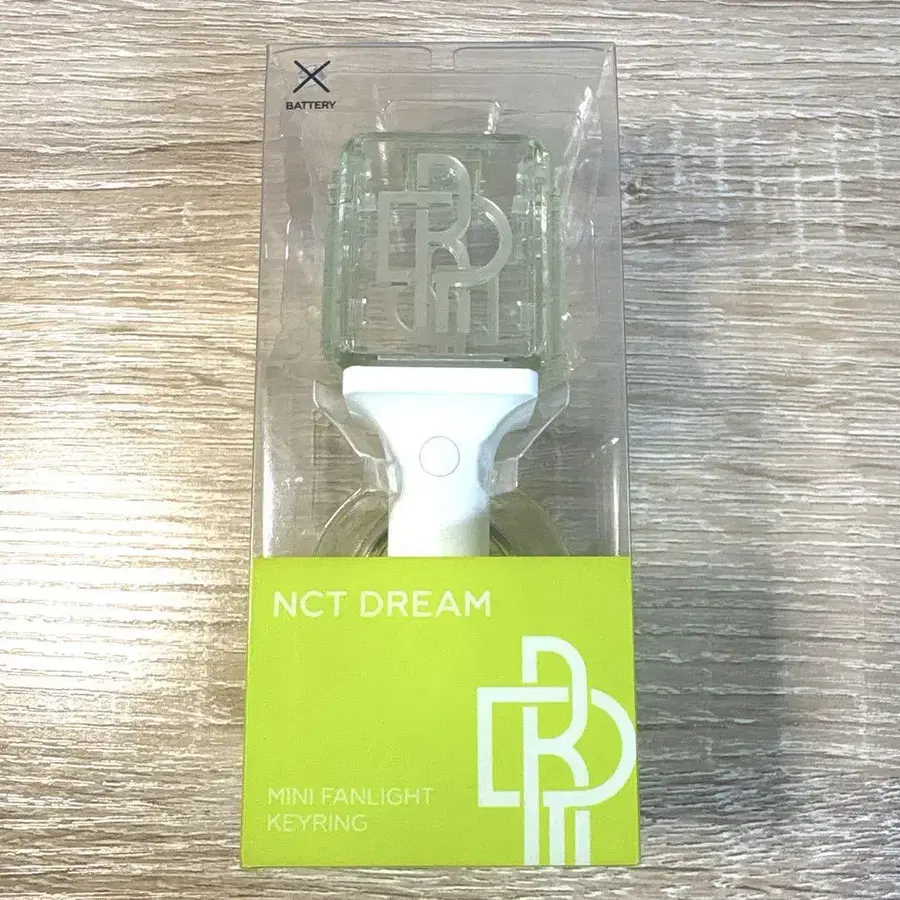 BATTERY
NCT DREAM
MINI FANLIGHT
KEYRING